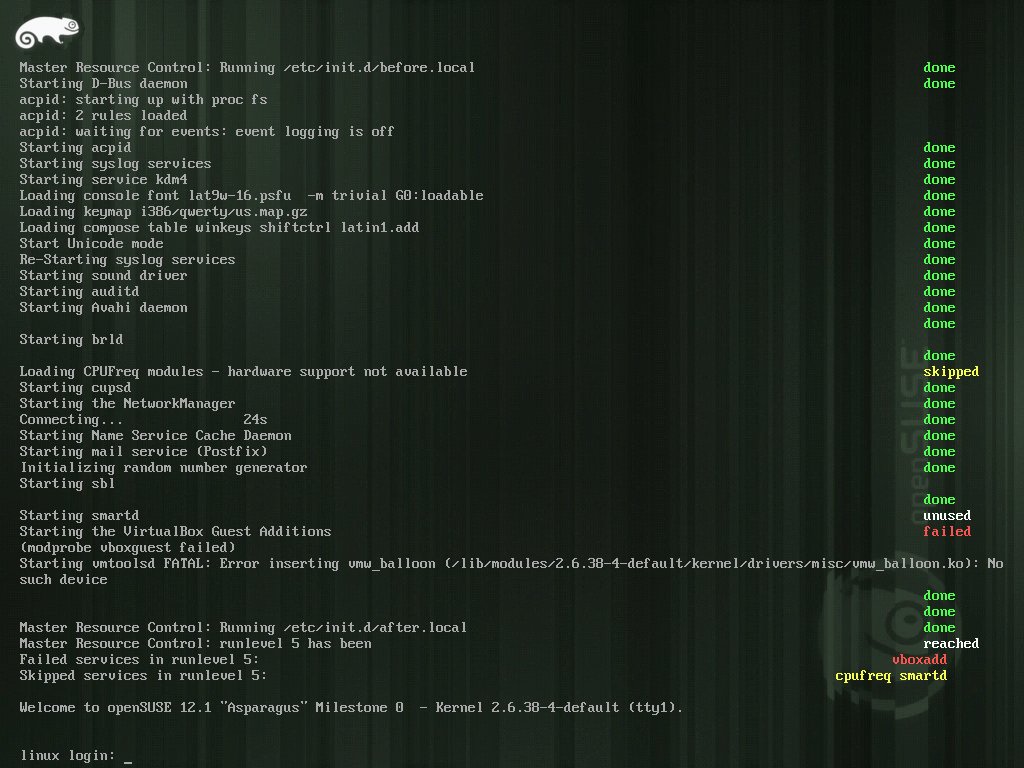 Master Resource Control: Running /etc/init.d/before.local done
Starting D-Bus daemon done
acpid: starting up with proc fs
acpid: 2 rules loaded
acpid: waiting for events: event logging is off
Starting acpid done
Starting syslog services done
Starting service kdm4 done
Loading console font lat9w-16.psfu  -m trivial G0:loadable done
Loading keymap i386/qwerty/us.map.gz done
Loading compose table winkeys shiftctrl latin1.add done
Start Unicode mode done
Re-Starting syslog services done
Starting sound driver done
Starting auditd done
Starting Avahi daemon done
done
Starting brld
done
Loading CPUFreq modules - hardware support not available skipped
Starting cupsd done
Starting the NetworkManager done
Connecting... 24s done
Starting Name Service Cache Daemon done
Starting mail service (Postfix) done
Initializing random number generator done
Starting sbl
done
Starting smartd unused
Starting the VirtualBox Guest Additions failed
(modprobe vboxguest failed)
Starting vmtoolsd FATAL: Error inserting vmw_balloon (/lib/modules/2.6.38-4-default/kernel/drivers/misc/vmw_balloon.ko): No
such device
done
done
Master Resource Control: Running /etc/init.d/after.local done
Master Resource Control: runlevel 5 has been reached
Failed services in runlevel 5: vboxadd
Skipped services in runlevel 5: cpufreq smartd
Welcome to openSUSE 12.1 "Asparagus" Milestone 0  - Kernel 2.6.38-4-default (tty1).
linux login: _
openSUSE